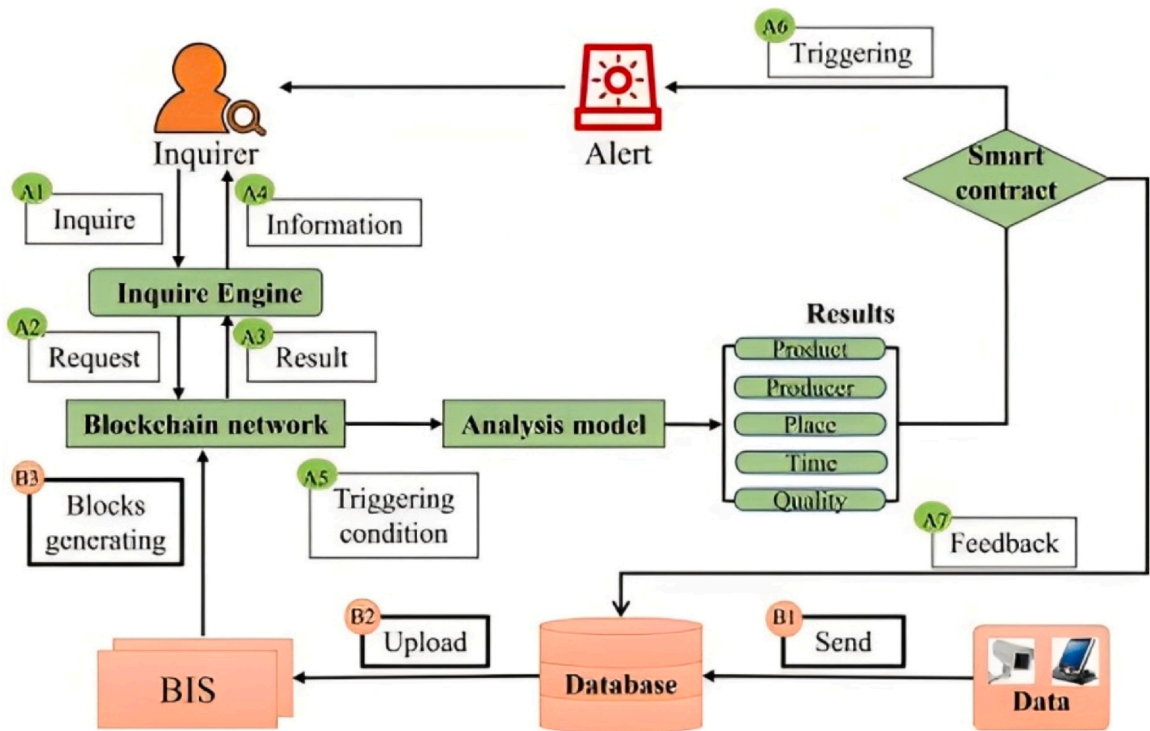 A6
Triggering
Inquirer
Alert
Smart
contract
A1
Inquire
A4
Information
Inquire Engine
A2
Request
A3
Result
Results
Product
Producer
Place
Time
Quality
Blockchain network
Analysis model
B3
Blocks
generating
A5
Triggering
condition
A7
Feedback
B2
Upload
B1
Send
BIS
Database
Data